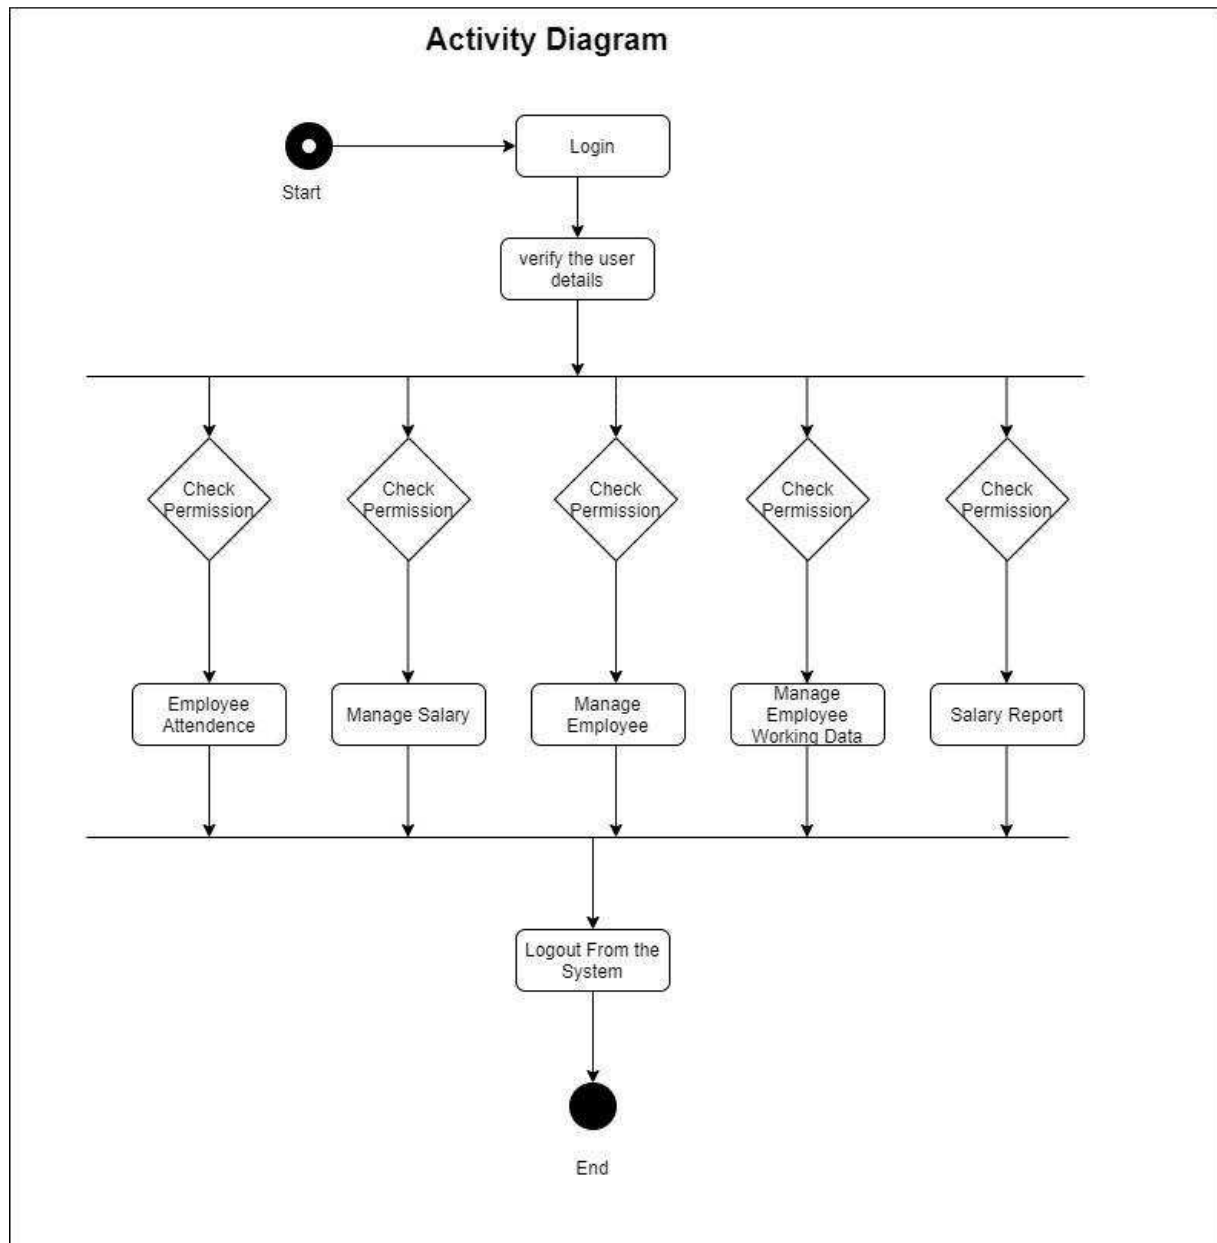 Activity Diagram
Login
Start
verify the user
details
Check
Permission
Check
Permission
Check
Permission
Check
Permission
Check
Permission
Employee
Attendence
Manage Salary
Manage
Employee
Manage
Employee
Working Data
Salary Report
Logout From the
System
End